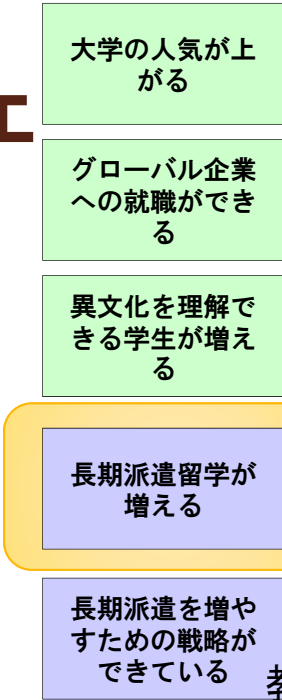 大学の人気が上
がる
グローバル企業
への就職ができ
る
異文化を理解で
きる学生が増え
る
長期派遣留学が
増える
長期派遣を増や
すための戦略が
できている